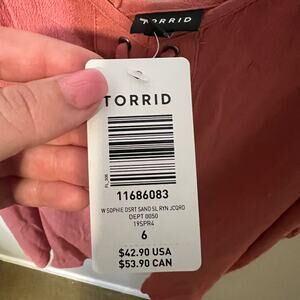 TORRID
TORRID
11686083
W SOPHIE DSRT SAND SL RYN JCQRD
DEPT 0050
19SPR4
6
$42.90 USA
$53.90 CAN